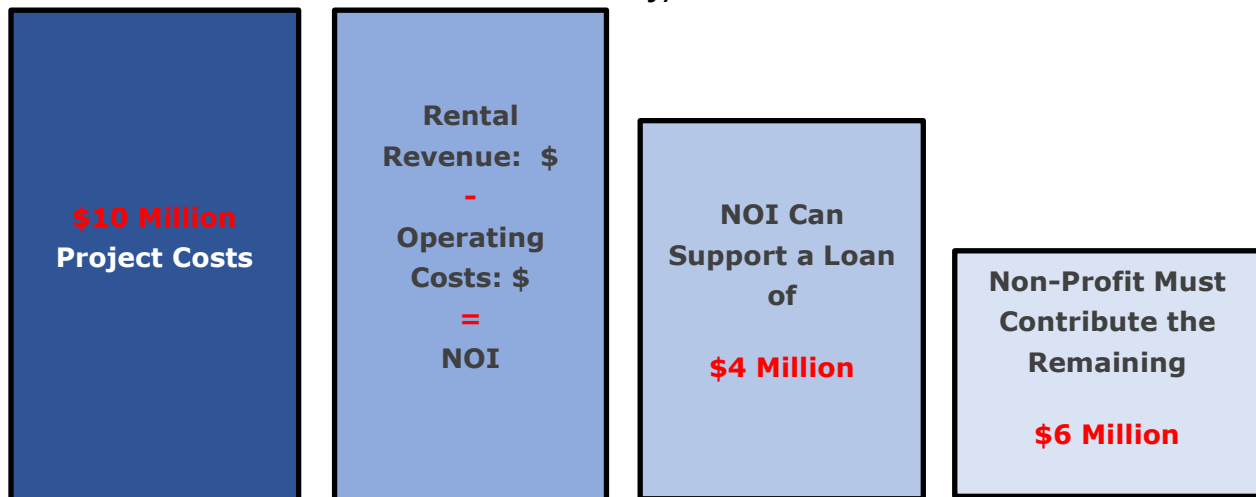 $10 Million
Project Costs
Rental
Revenue: $
-
Operating
Costs: $
=
NOI
NOI Can
Support a Loan
of
$4 Million
Non-Profit Must
Contribute the
Remaining
$6 Million